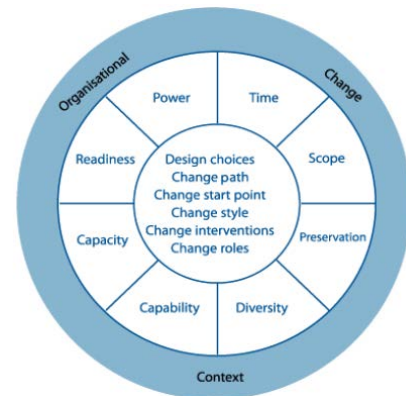 Organisational
Change
Context
Power
Time
Readiness
Scope
Capacity
Preservation
Capability
Diversity
Design choices
Change path
Change start point
Change style
Change interventions
Change roles